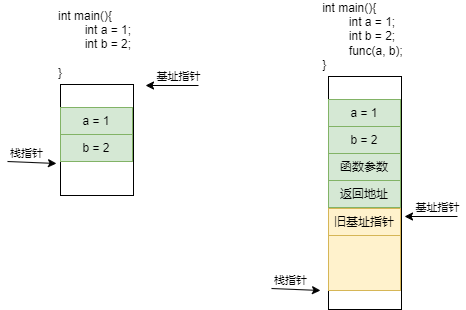 int main(){
int a = 1;
int b = 2;
}
基址指针
a = 1
b = 2
栈指针
int main(){
int a = 1;
int b = 2;
func(a, b);
}
a = 1
b = 2
函数参数
返回地址
旧基址指针
基址指针
栈指针